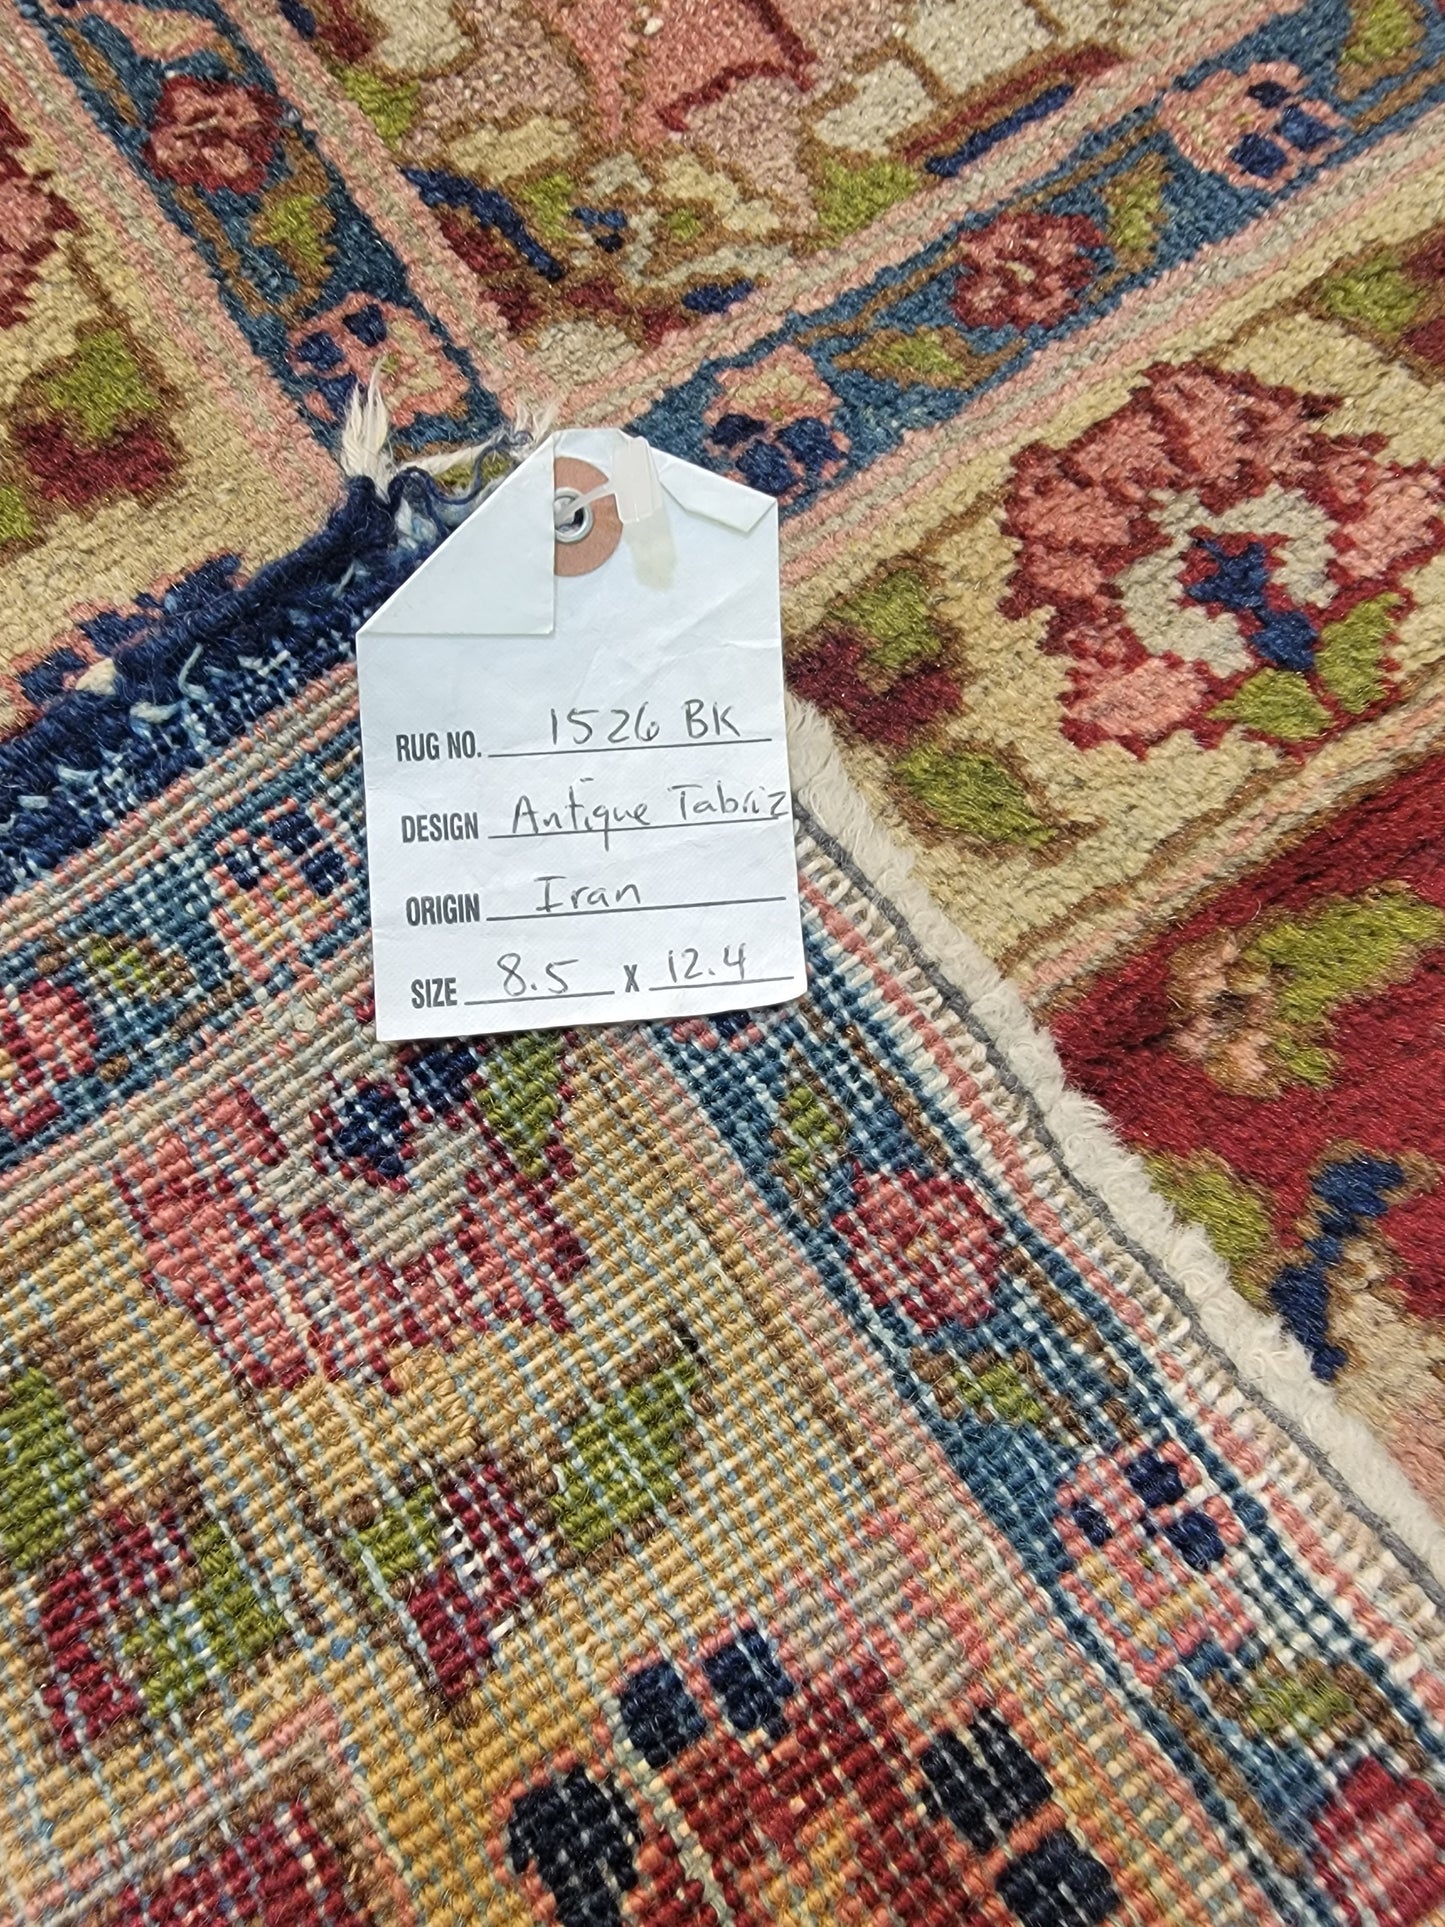 RUG NO. 1526 BK
DESIGN Antique Tabriz
ORIGIN Iran
SIZE 8.5 x 12.4